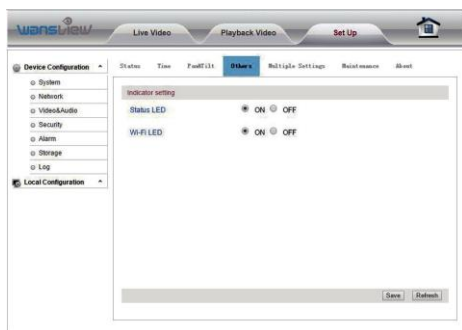 wansview
Live Video
Playback Video
Set Up
Device Configuration
System
Network
Video&Audio
Security
Alarm
Storage
Log
Local Configuration
Status Time Pan&Tilt Others Multiple Settings Maintenance About
Indicator setting
Status LED ON OFF
Wi-Fi LED ON OFF
Save Refresh